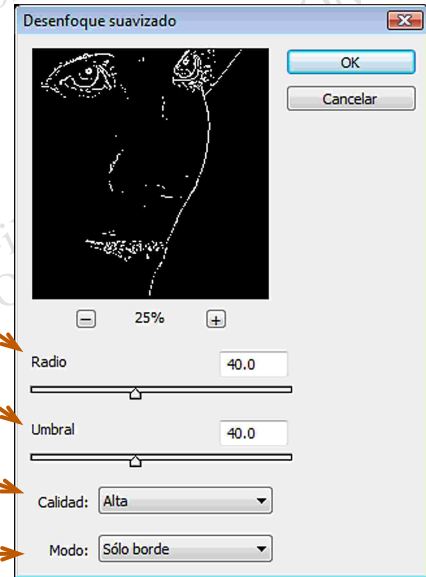 Desenfoque suavizado
OK
Cancelar
25%
Radio 40.0
Umbral 40.0
Calidad: Alta
Modo: Sólo borde